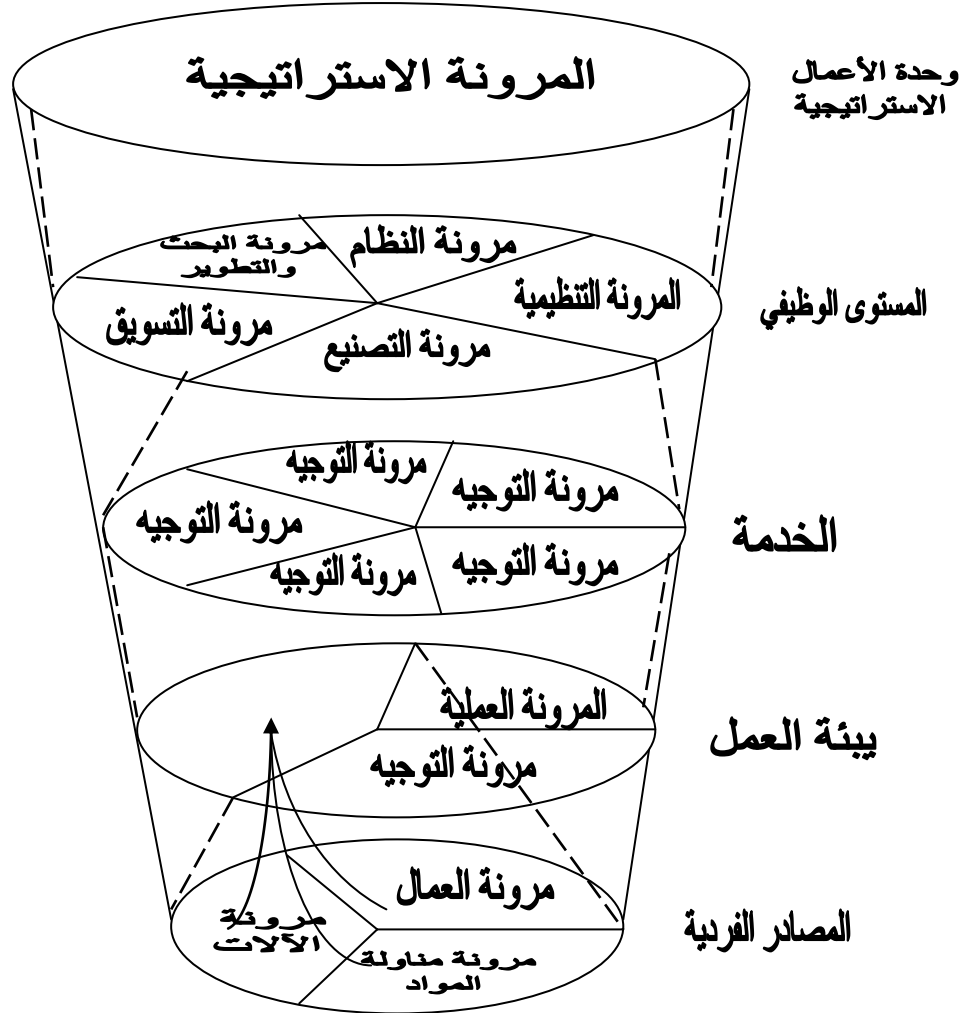 المرونة الاستراتيجية
وحدة الأعمال
الاستراتيجية
مرونة النظام
مرونة البحث
والتطوير
المرونة التنظيمية
مرونة التسويق
مرونة التصنيع
المستوى الوظيفي
مرونة التوجيه
مرونة التوجيه
مرونة التوجيه
مرونة التوجيه
مرونة التوجيه
الخدمة
المرونة العملية
مرونة التوجيه
يبئة العمل
مرونة العمال
مرونة
الآلات
مرونة مناولة
المواد
المصادر الفردية